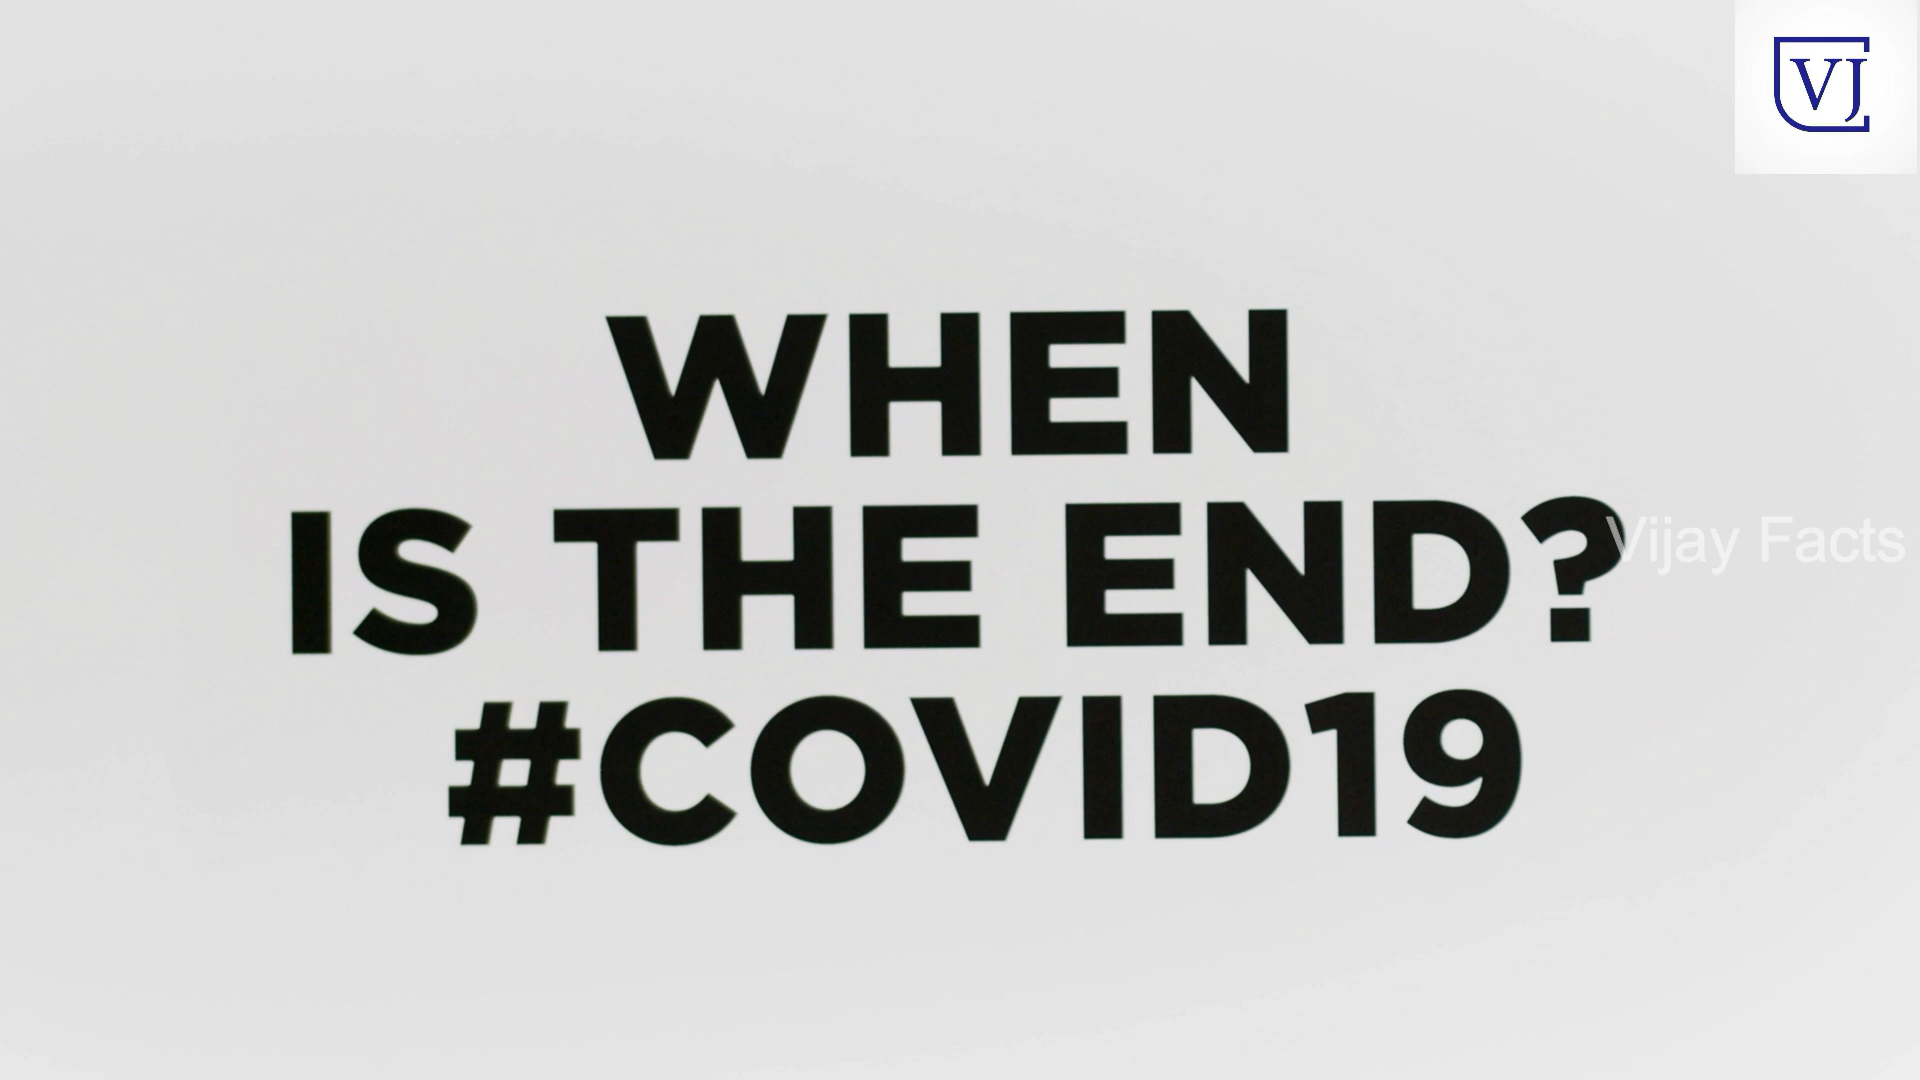 VJ
WHEN
IS THE END?
Vijay Facts
#COVID19